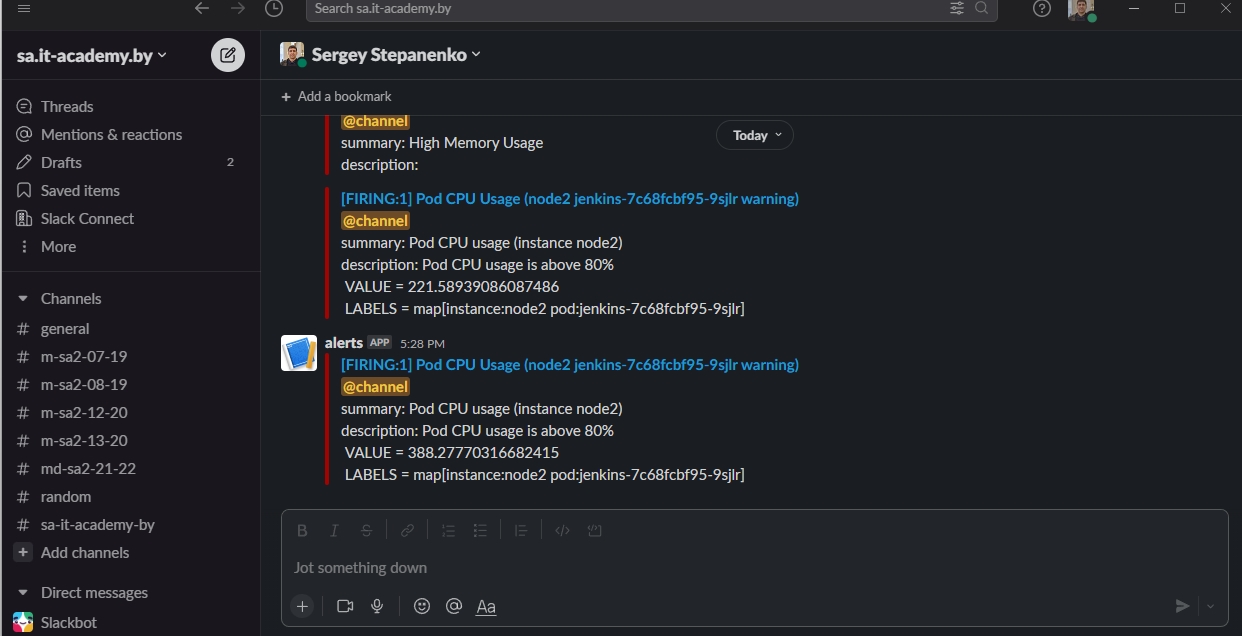 Search sa.it-academy.by
sa.it-academy.by
Threads
Mentions & reactions
Drafts 2
Saved items
Slack Connect
More
Channels
# general
# m-sa2-07-19
# m-sa2-08-19
# m-sa2-12-20
# m-sa2-13-20
# md-sa2-21-22
# random
# sa-it-academy-by
+ Add channels
Direct messages
Slackbot
Sergey Stepanenko
+ Add a bookmark
Today
@channel
summary: High Memory Usage
description:
[FIRING:1] Pod CPU Usage (node2 jenkins-7c68fcbf95-9sjlr warning)
@channel
summary: Pod CPU usage (instance node2)
description: Pod CPU usage is above 80%
VALUE = 221.58939086087486
LABELS = map[instance:node2 pod:jenkins-7c68fcbf95-9sjlr]
alerts APP 5:28 PM
[FIRING:1] Pod CPU Usage (node2 jenkins-7c68fcbf95-9sjlr warning)
@channel
summary: Pod CPU usage (instance node2)
description: Pod CPU usage is above 80%
VALUE = 388.27770316682415
LABELS = map[instance:node2 pod:jenkins-7c68fcbf95-9sjlr]
B I S
Jot something down
Aa